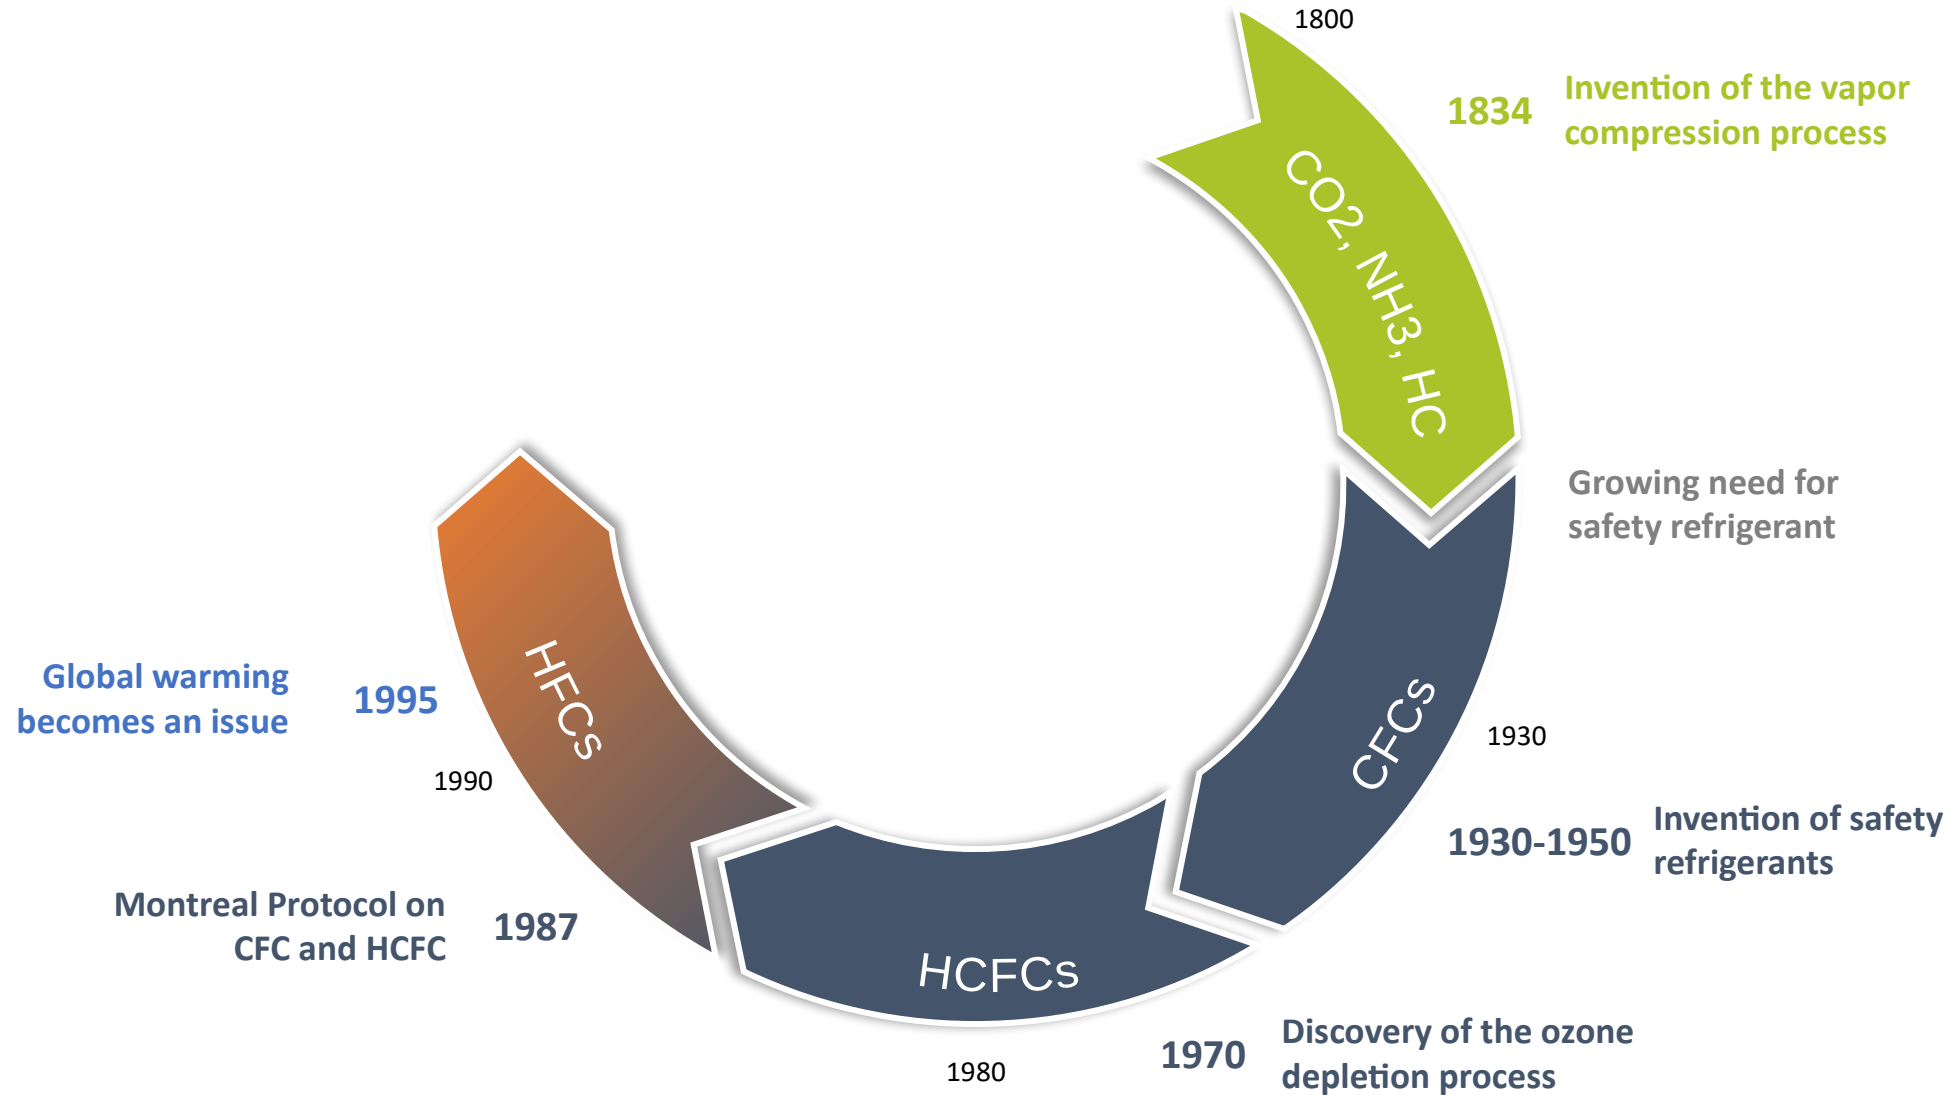 1800
1834
Invention of the vapor
compression process
CO2, NH3, HC
Growing need for
safety refrigerant
CFCs
1930
1930-1950
Invention of safety
refrigerants
HCFCs
1970
Discovery of the ozone
depletion process
1980
Montreal Protocol on
CFC and HCFC
1987
HFCs
1990
Global warming
becomes an issue
1995